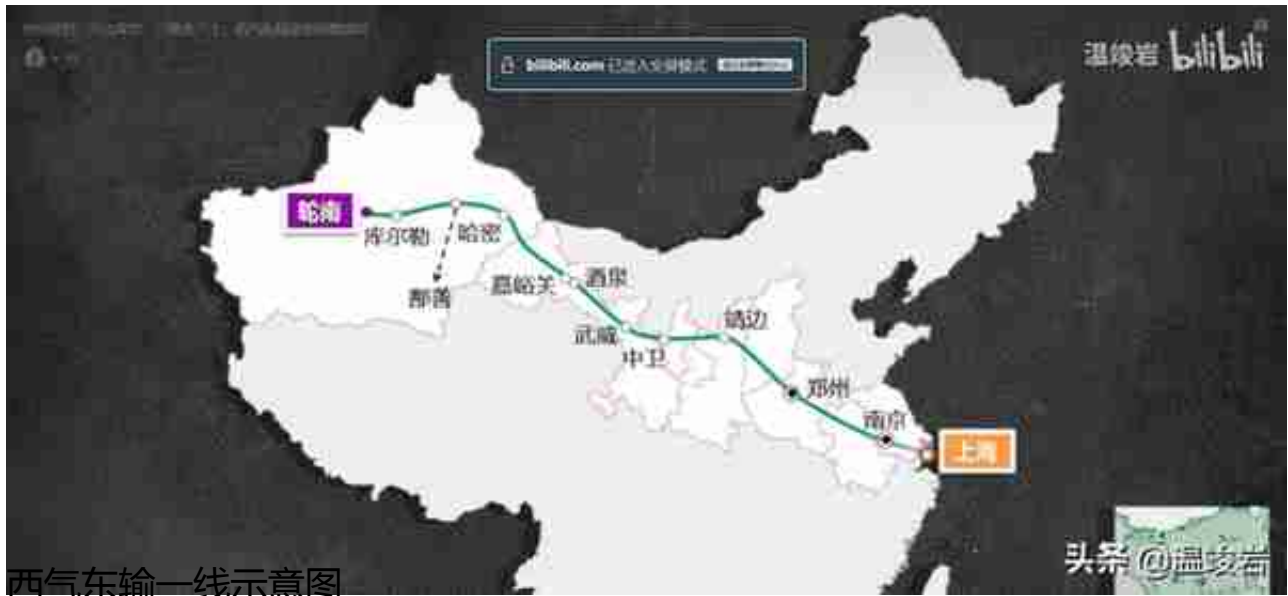 温峻岩 bilibili
bilibili.com 已进入全屏模式
轮南
库尔勒
哈密
鄯善
嘉峪关
酒泉
武威
中卫
靖边
郑州
南京
上海
头条 @温峻岩
西气东输一线示意图